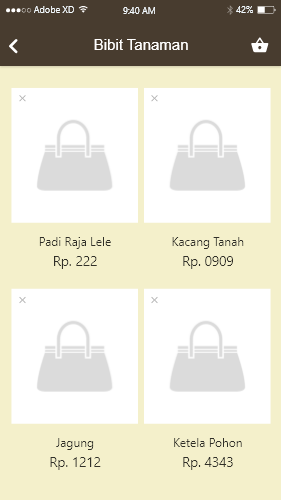 Adobe XD 9:40 AM 42%
Bibit Tanaman
Padi Raja Lele Kacang Tanah
Rp. 222 Rp. 0909
Jagung Ketela Pohon
Rp. 1212 Rp. 4343